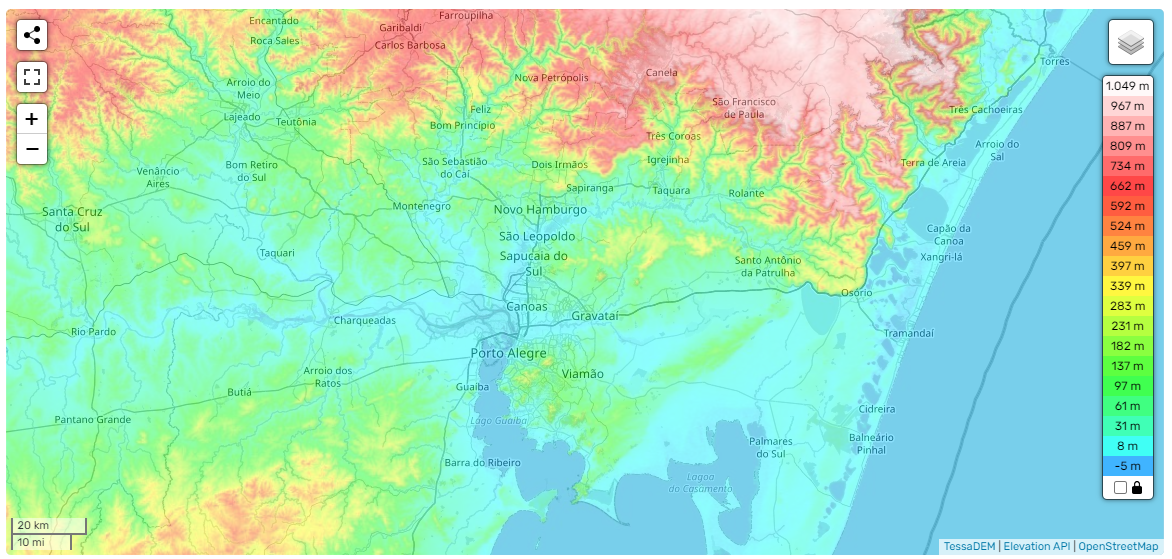 Encantado
Farroupilha
Garibaldi
Roca Sales
Carlos Barbosa
Torres
Canela
Nova Petrópolis
Arroio do
Meio
São Francisco
de Paula
Feliz
Três Cachoeiras
Lajeado
Teutônia
Bom Princípio
Três Coroas
Arroio do
Sal
Igrejinha
São Sebastião
do Caí
Dois Irmãos
Terra de Areia
Bom Retiro
do Sul
Venâncio
Aires
Sapiranga
Taquara
Rolante
Montenegro
Novo Hamburgo
Santa Cruz
do Sul
Capão da
Canoa
São Leopoldo
Taquari
Sapucaia do
Sul
Xangri-lá
Santo Antônio
da Patrulha
Osório
Canoas
Gravataí
Charqueadas
Rio Pardo
Tramandaí
Porto Alegre
Viamão
Arroio dos
Ratos
Guaíba
Butiá
Cidreira
Pantano Grande
Lago Guaíba
Palmares
do Sul
Balneário
Pinhal
Barra do Ribeiro
Lagoa
do Casamento
+
−
1.049 m
967 m
887 m
809 m
734 m
662 m
592 m
524 m
459 m
397 m
339 m
283 m
231 m
182 m
137 m
97 m
61 m
31 m
8 m
-5 m
20 km
10 mi
TessaDEM | Elevation API | OpenStreetMap